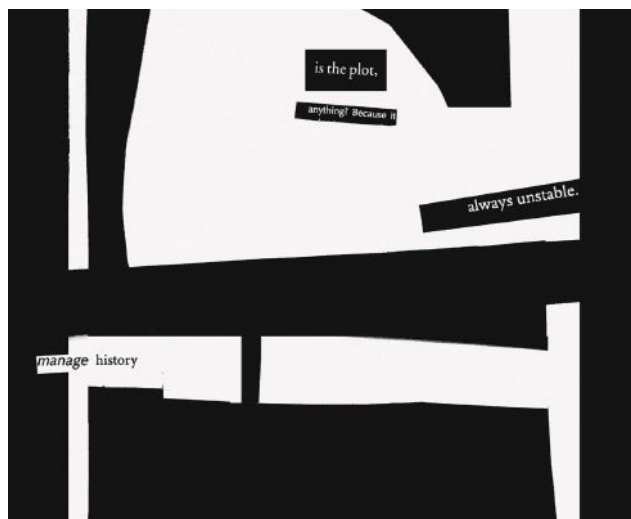 is the plot,
anything? Because it
always unstable.
manage history